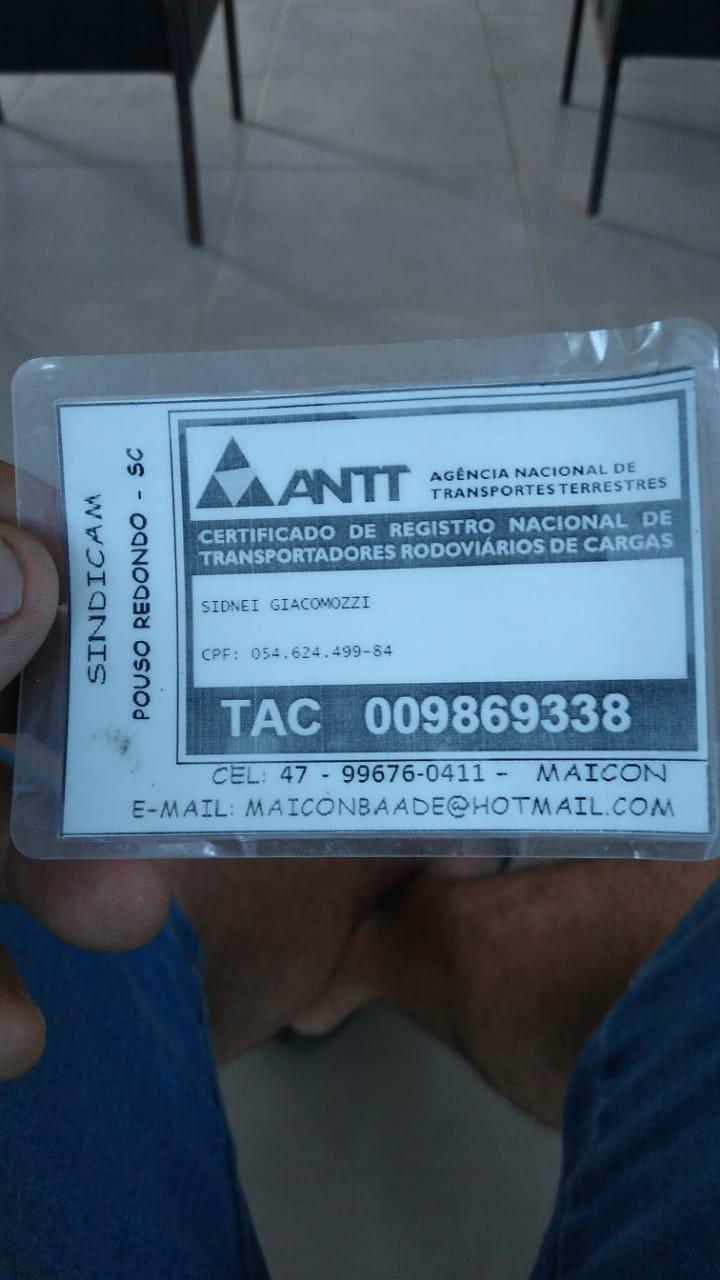 SINDICAM
POUSO REDONDO - SC
ANTT
AGÊNCIA NACIONAL DE
TRANSPORTES TERRESTRES
CERTIFICADO DE REGISTRO NACIONAL DE
TRANSPORTADORES RODOVIÁRIOS DE CARGAS
SIDNEI GIACOMOZZI
CPF: 054.624.499-84
TAC 009869338
CEL: 47 - 99676-0411 - MAICON
E-MAIL: MAICONBAADE@HOTMAIL.COM